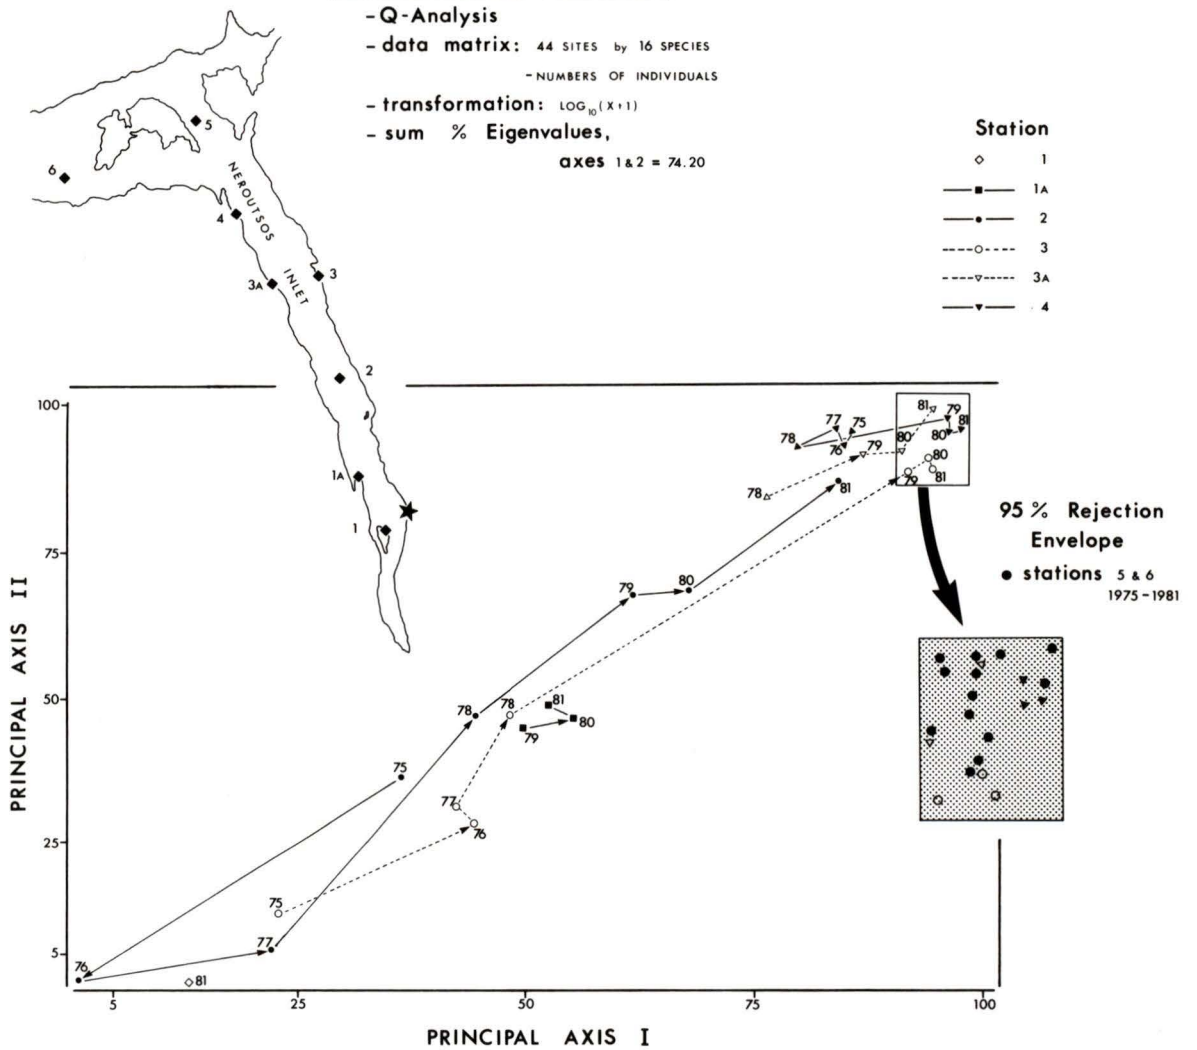 -Q-Analysis
-data matrix: 44 SITES by 16 SPECIES
-NUMBERS OF INDIVIDUALS
-transformation: LOG10(X+1)
-sum % Eigenvalues,
axes 1&2 = 74.20
5
6
4
NEROUTSOS
INLET
3A
3
2
1A
1
Station
1
1A
2
3
3A
4
100
75
50
25
5
PRINCIPAL AXIS II
78
77
75
76
79
81
79
81
80
80
80
79
81
78
81
79
80
78
78
81
79
80
75
77
76
75
77
76
81
95% Rejection
Envelope
stations 5 & 6
1975-1981
5
25
50
75
100
PRINCIPAL AXIS I